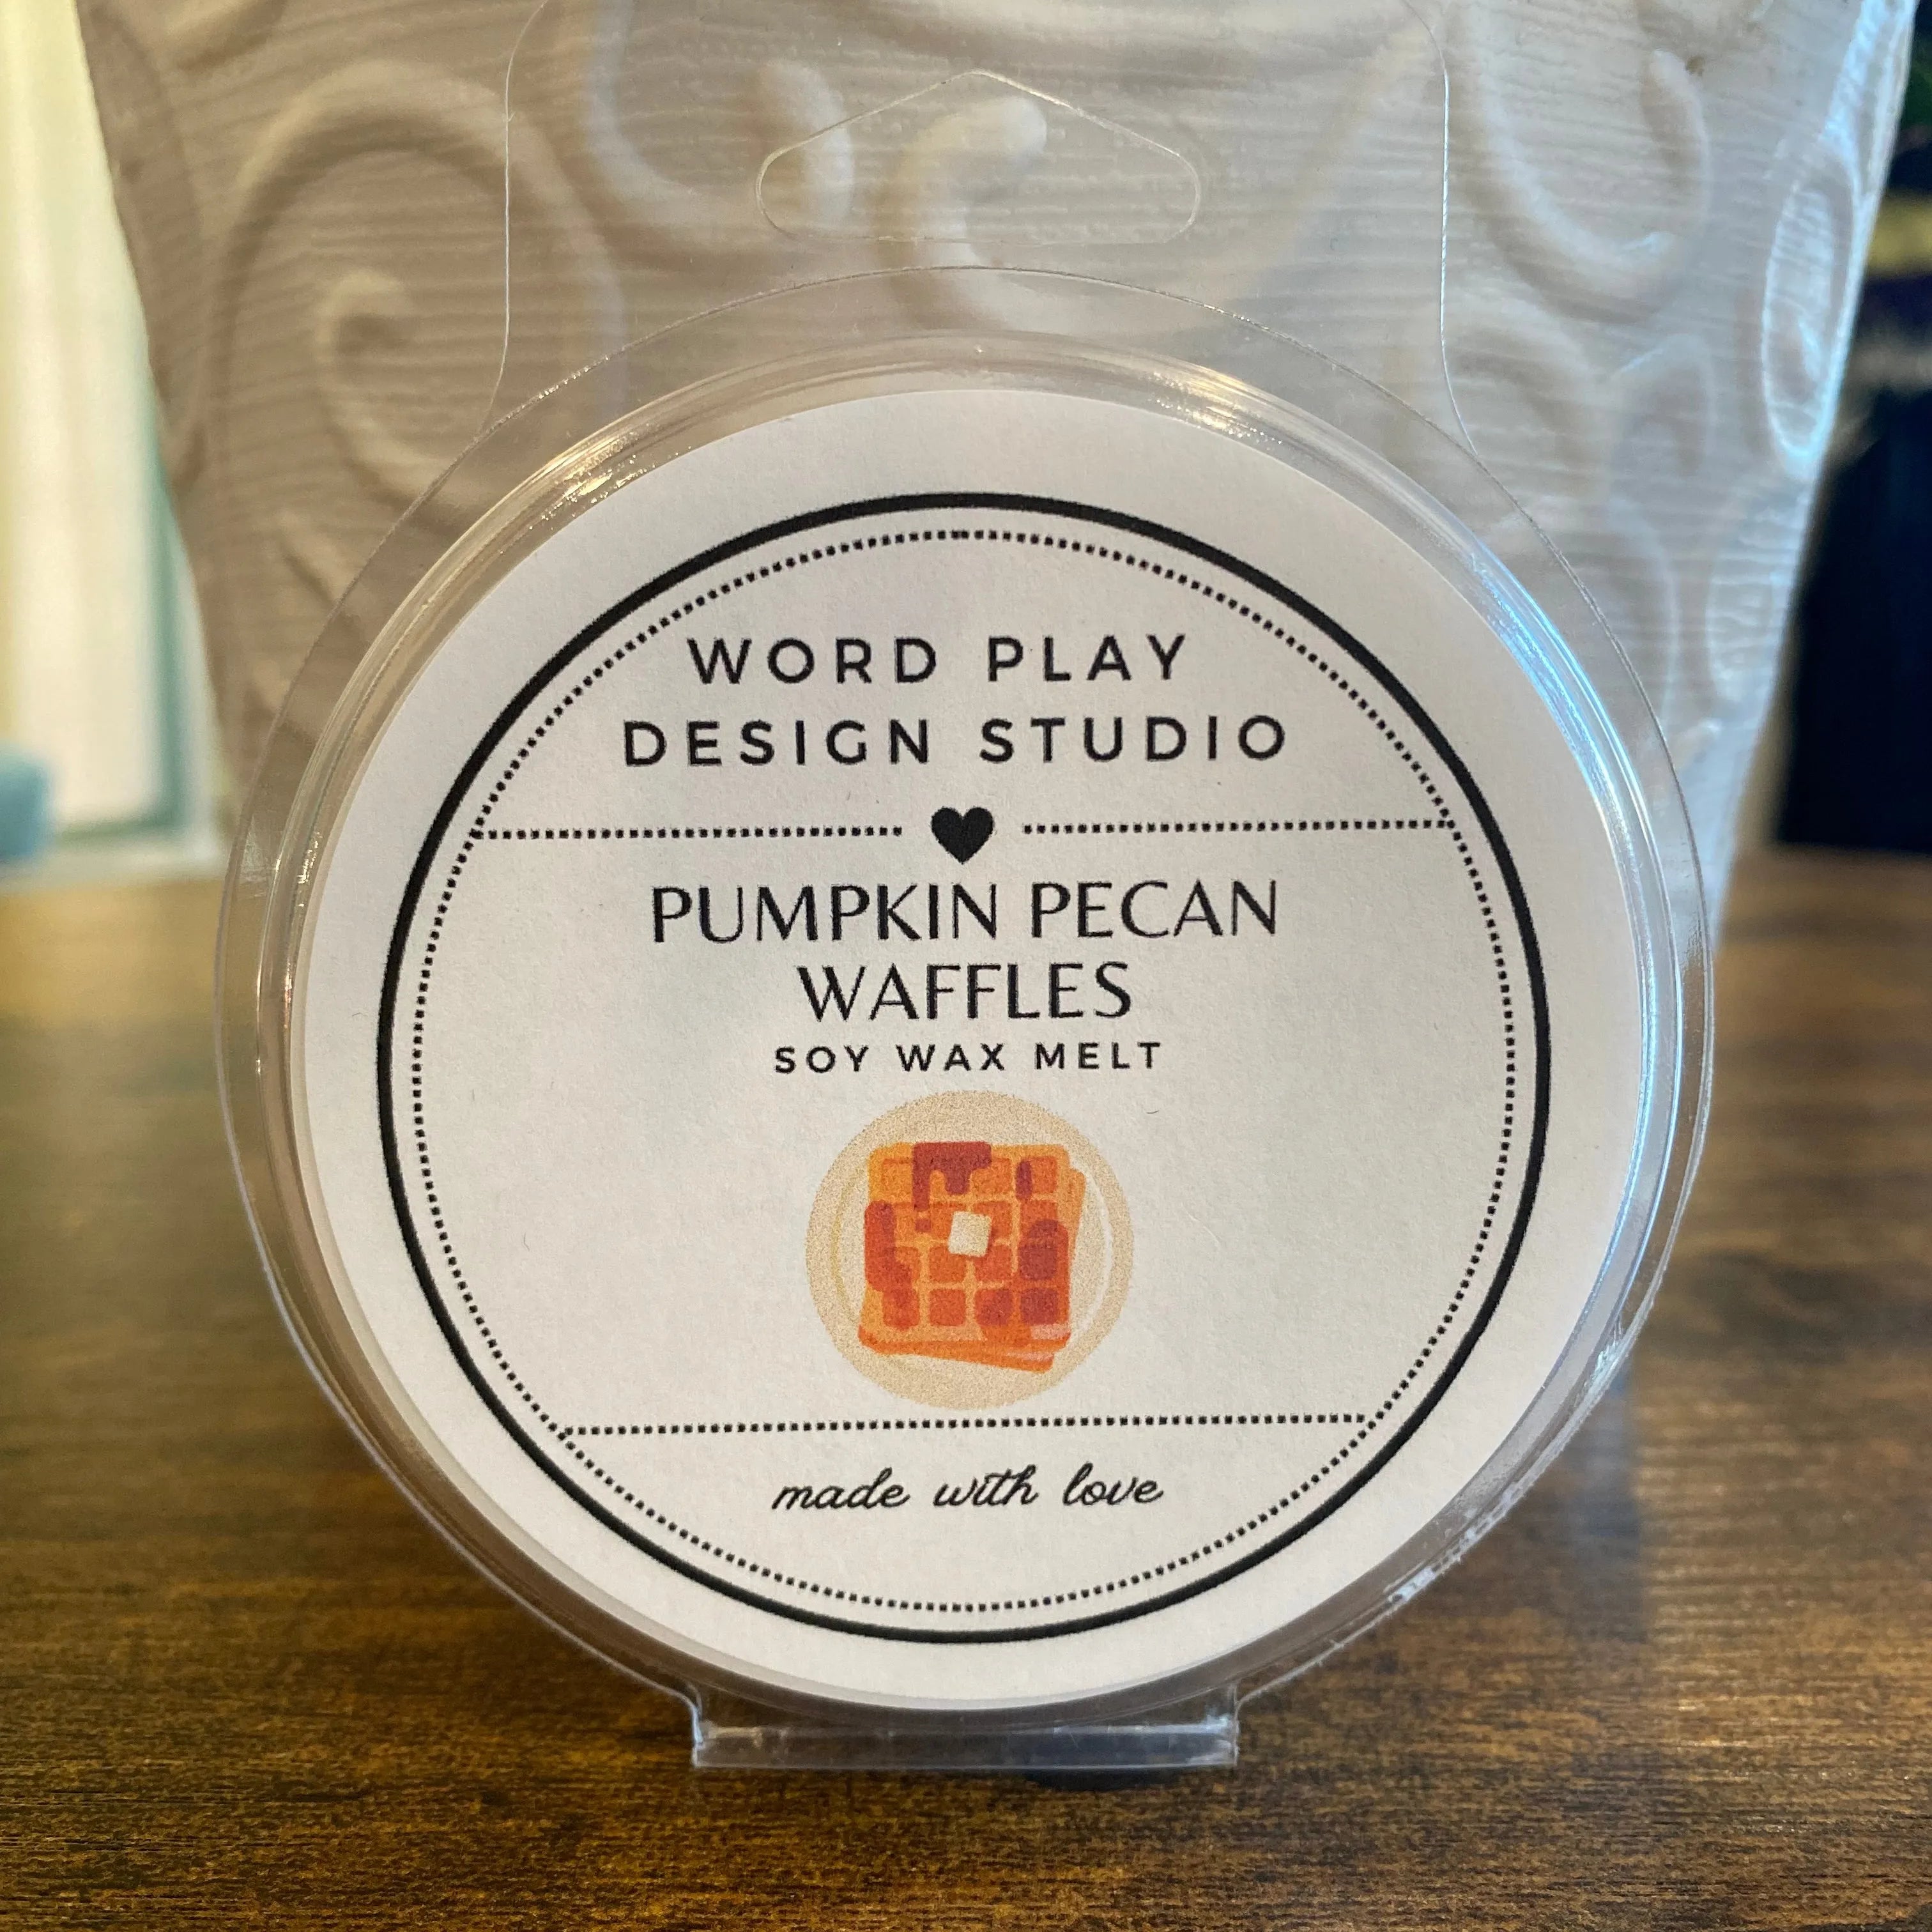 WORD PLAY
DESIGN STUDIO
PUMPKIN PECAN
WAFFLES
SOY WAX MELT
made with love